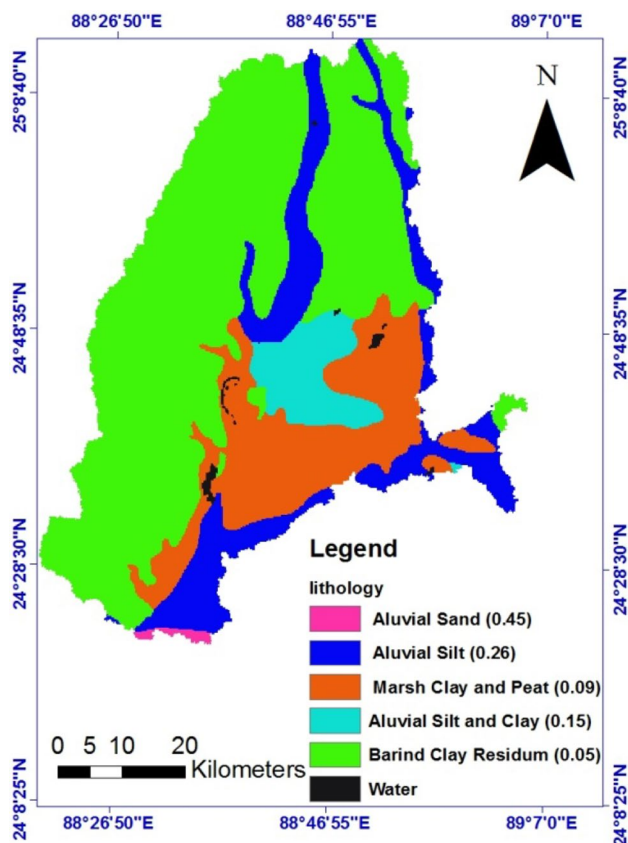 88°26'50"E 88°46'55"E 89°7'0"E
N
25°8'40"N 25°8'40"N
24°48'35"N 24°48'35"N
24°28'30"N 24°28'30"N
24°8'25"N 24°8'25"N
Legend
lithology
Aluvial Sand (0.45)
Aluvial Silt (0.26)
Marsh Clay and Peat (0.09)
Aluvial Silt and Clay (0.15)
Barind Clay Residum (0.05)
Water
0 5 10 20
Kilometers
88°26'50"E 88°46'55"E 89°7'0"E